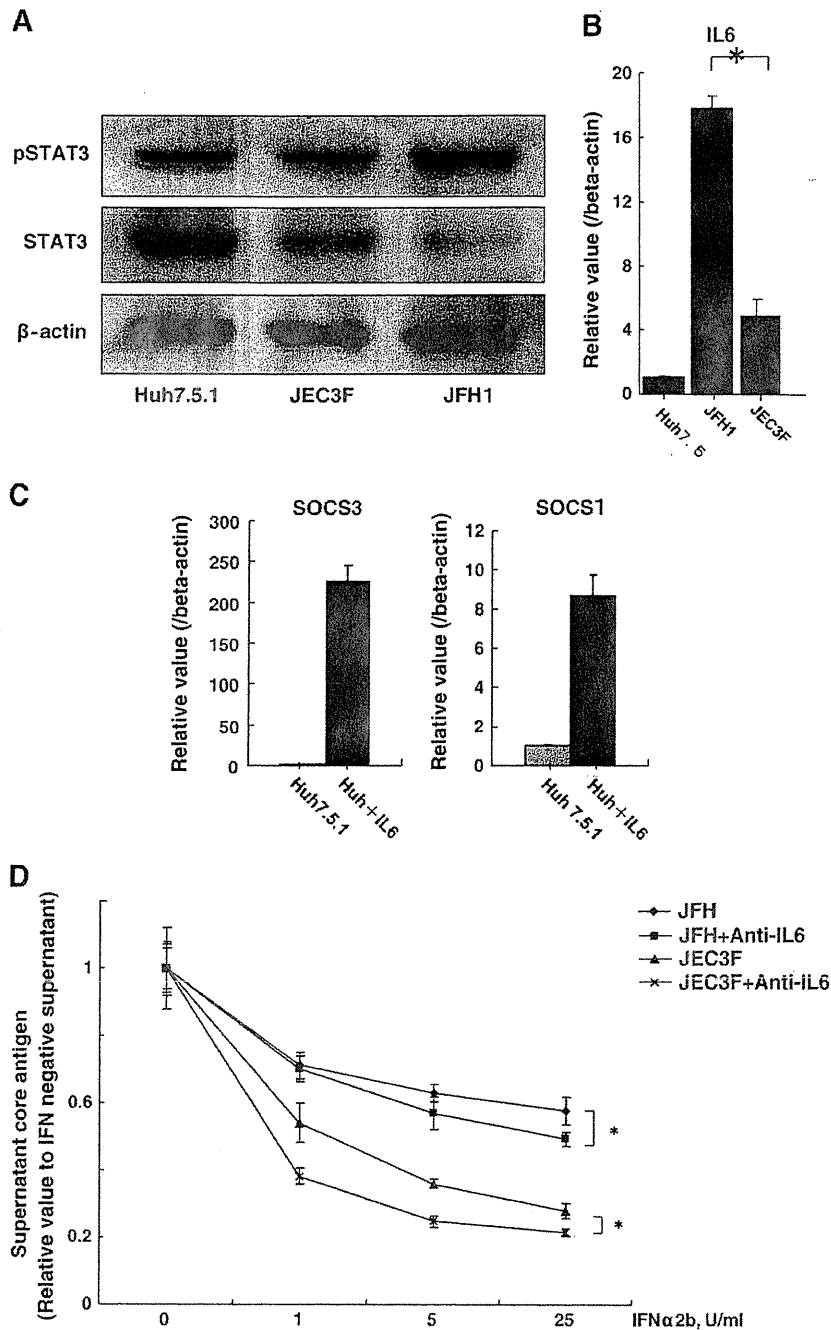 A
pSTAT3
STAT3
β-actin
Huh7.5.1 JEC3F JFH1
B
IL6
*
Relative value (/beta-actin)
20
16
12
8
4
0
Huh7. 5
JFH1
JEC3F
C
SOCS3
Relative value (/beta-actin)
300
250
200
150
100
50
0
Huh7.5.1
Huh+IL6
SOCS1
Relative value (/beta-actin)
12
10
8
6
4
2
0
Huh 7.5.1
Huh+IL6
D
Supernatant core antigen
(Relative value to IFN negative supernatant)
1
0.6
0.2
0
0 1 5 25 IFNα2b, U/ml
JFH
JFH+Anti-IL6
JEC3F
JEC3F+Anti-IL6
*
*